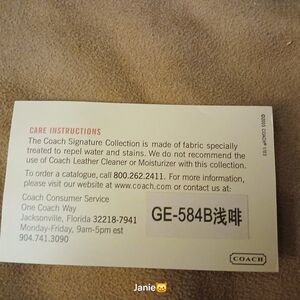 CARE INSTRUCTIONS
The Coach Signature Collection is made of fabric specially
treated to repel water and stains. We do not recommend the
use of Coach Leather Cleaner or Moisturizer with this collection.
To order a catalogue, call 800.262.2411. For more information,
please visit our website at www.coach.com or contact us at:
Coach Consumer Service
One Coach Way
Jacksonville, Florida 32218-7941
Monday-Friday, 9am-5pm est
904.741.3090
GE-584B浅啡
COACH
Janie